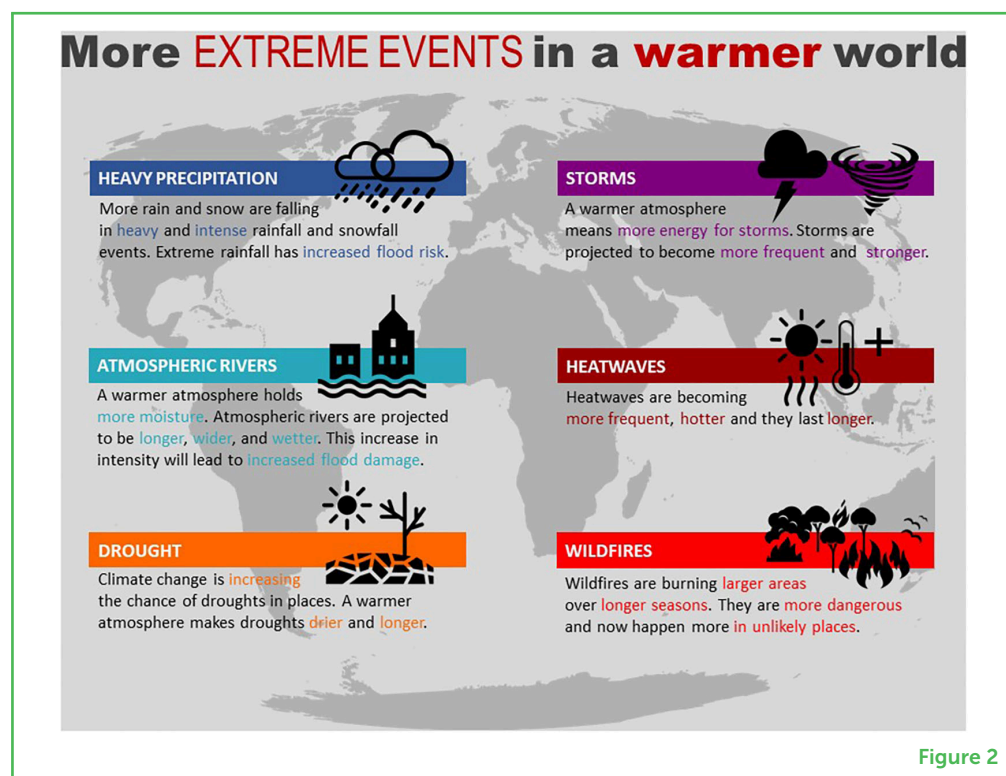 More EXTREME EVENTS in a warmer world
HEAVY PRECIPITATION
More rain and snow are falling
in heavy and intense rainfall and snowfall
events. Extreme rainfall has increased flood risk.
ATMOSPHERIC RIVERS
A warmer atmosphere holds
more moisture. Atmospheric rivers are projected
to be longer, wider, and wetter. This increase in
intensity will lead to increased flood damage.
DROUGHT
Climate change is increasing
the chance of droughts in places. A warmer
atmosphere makes droughts drier and longer.
STORMS
A warmer atmosphere
means more energy for storms. Storms are
projected to become more frequent and stronger.
HEATWAVES
Heatwaves are becoming
more frequent, hotter and they last longer.
WILDFIRES
Wildfires are burning larger areas
over longer seasons. They are more dangerous
and now happen more in unlikely places.
Figure 2